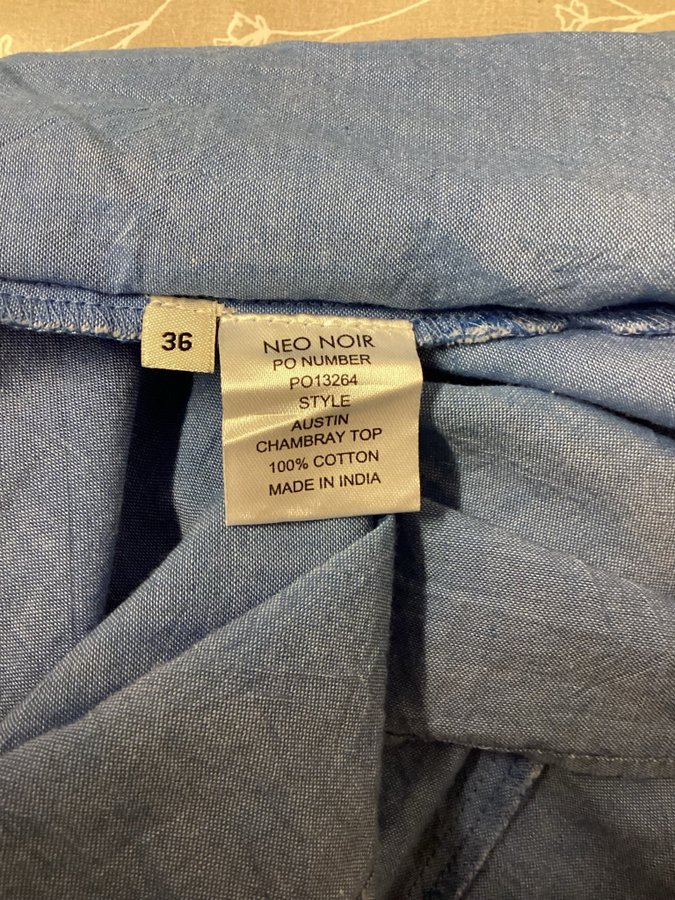 36
NEO NOIR
PO NUMBER
PO13264
STYLE
AUSTIN
CHAMBRAY TOP
100% COTTON
MADE IN INDIA